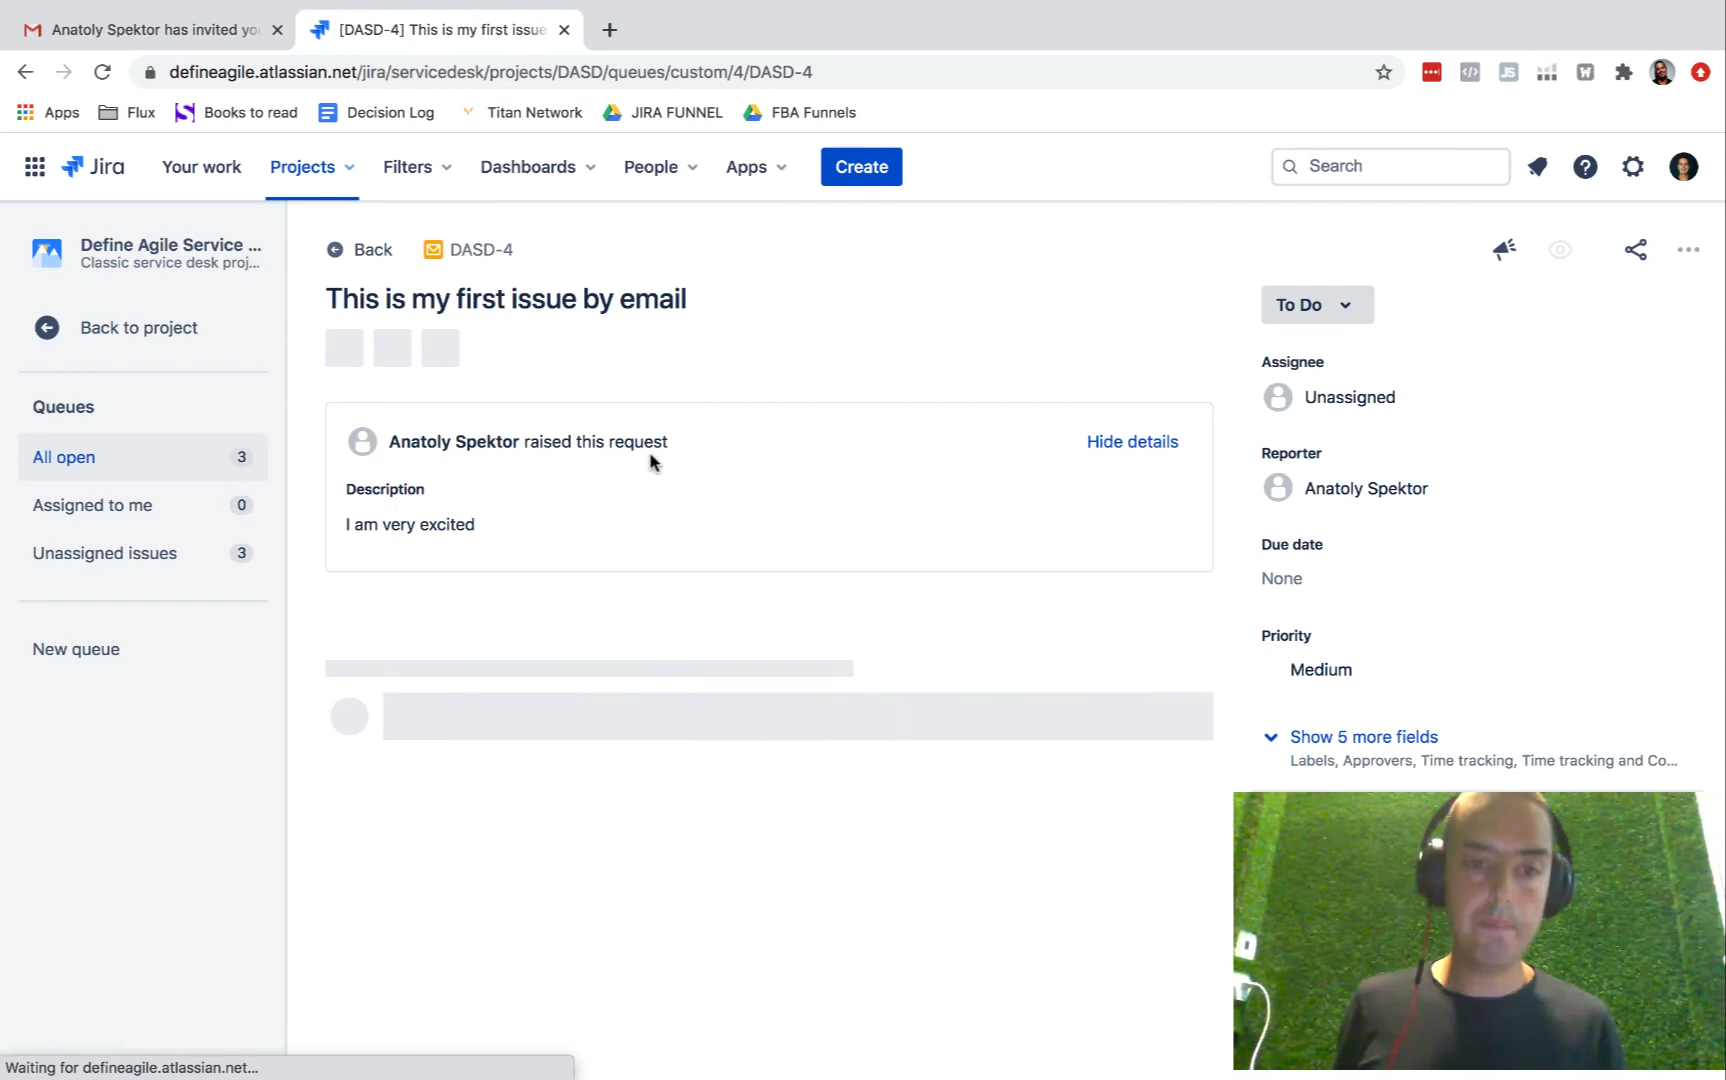 Anatoly Spektor has invited you
[DASD-4] This is my first issue
defineagile.atlassian.net/jira/servicedesk/projects/DASD/queues/custom/4/DASD-4
Apps
Flux
Books to read
Decision Log
Titan Network
JIRA FUNNEL
FBA Funnels
Jira
Your work
Projects
Filters
Dashboards
People
Apps
Create
Search
Define Agile Service ...
Classic service desk proj...
Back to project
Queues
All open 3
Assigned to me 0
Unassigned issues 3
New queue
Back
DASD-4
This is my first issue by email
Anatoly Spektor raised this request
Hide details
Description
I am very excited
To Do
Assignee
Unassigned
Reporter
Anatoly Spektor
Due date
None
Priority
Medium
Show 5 more fields
Labels, Approvers, Time tracking, Time tracking and Co...
Waiting for defineagile.atlassian.net...